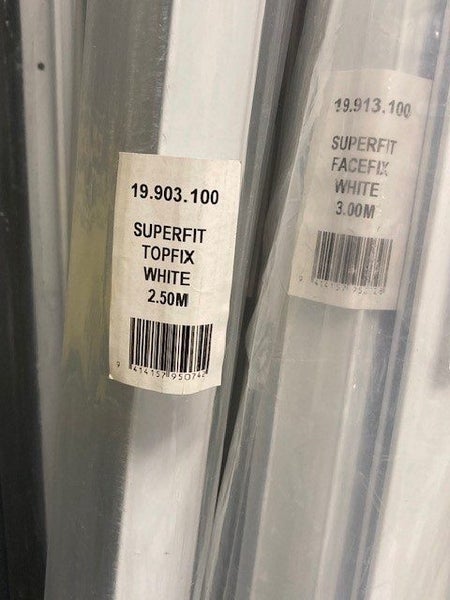 19.903.100
SUPERFIT
TOPFIX
WHITE
2.50M
19.913.100
SUPERFIT
FACEFIX
WHITE
3.00M